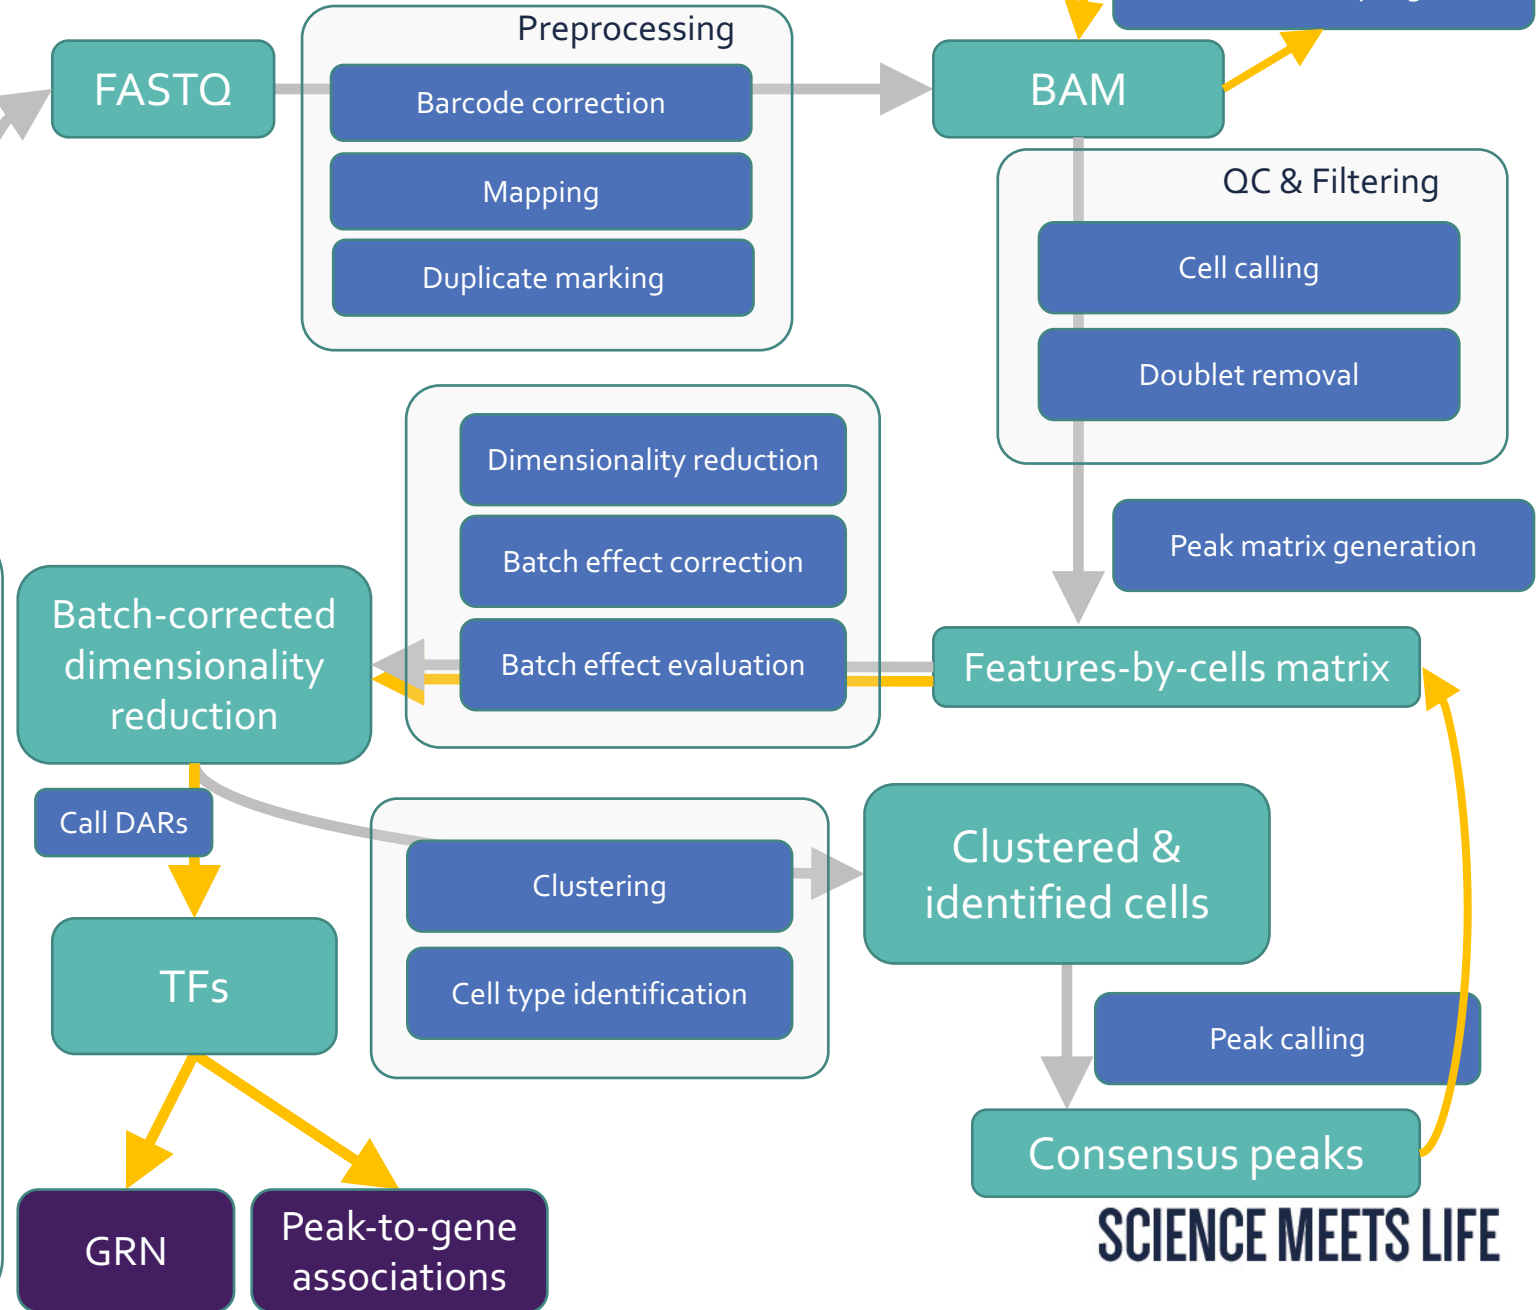 Preprocessing
FASTQ
Barcode correction
Mapping
Duplicate marking
BAM
QC & Filtering
Cell calling
Doublet removal
Dimensionality reduction
Batch effect correction
Batch effect evaluation
Peak matrix generation
Batch-corrected
dimensionality
reduction
Features-by-cells matrix
Call DARs
Clustering
Cell type identification
Clustered &
identified cells
TFs
Peak calling
Consensus peaks
GRN
Peak-to-gene
associations
SCIENCE MEETS LIFE